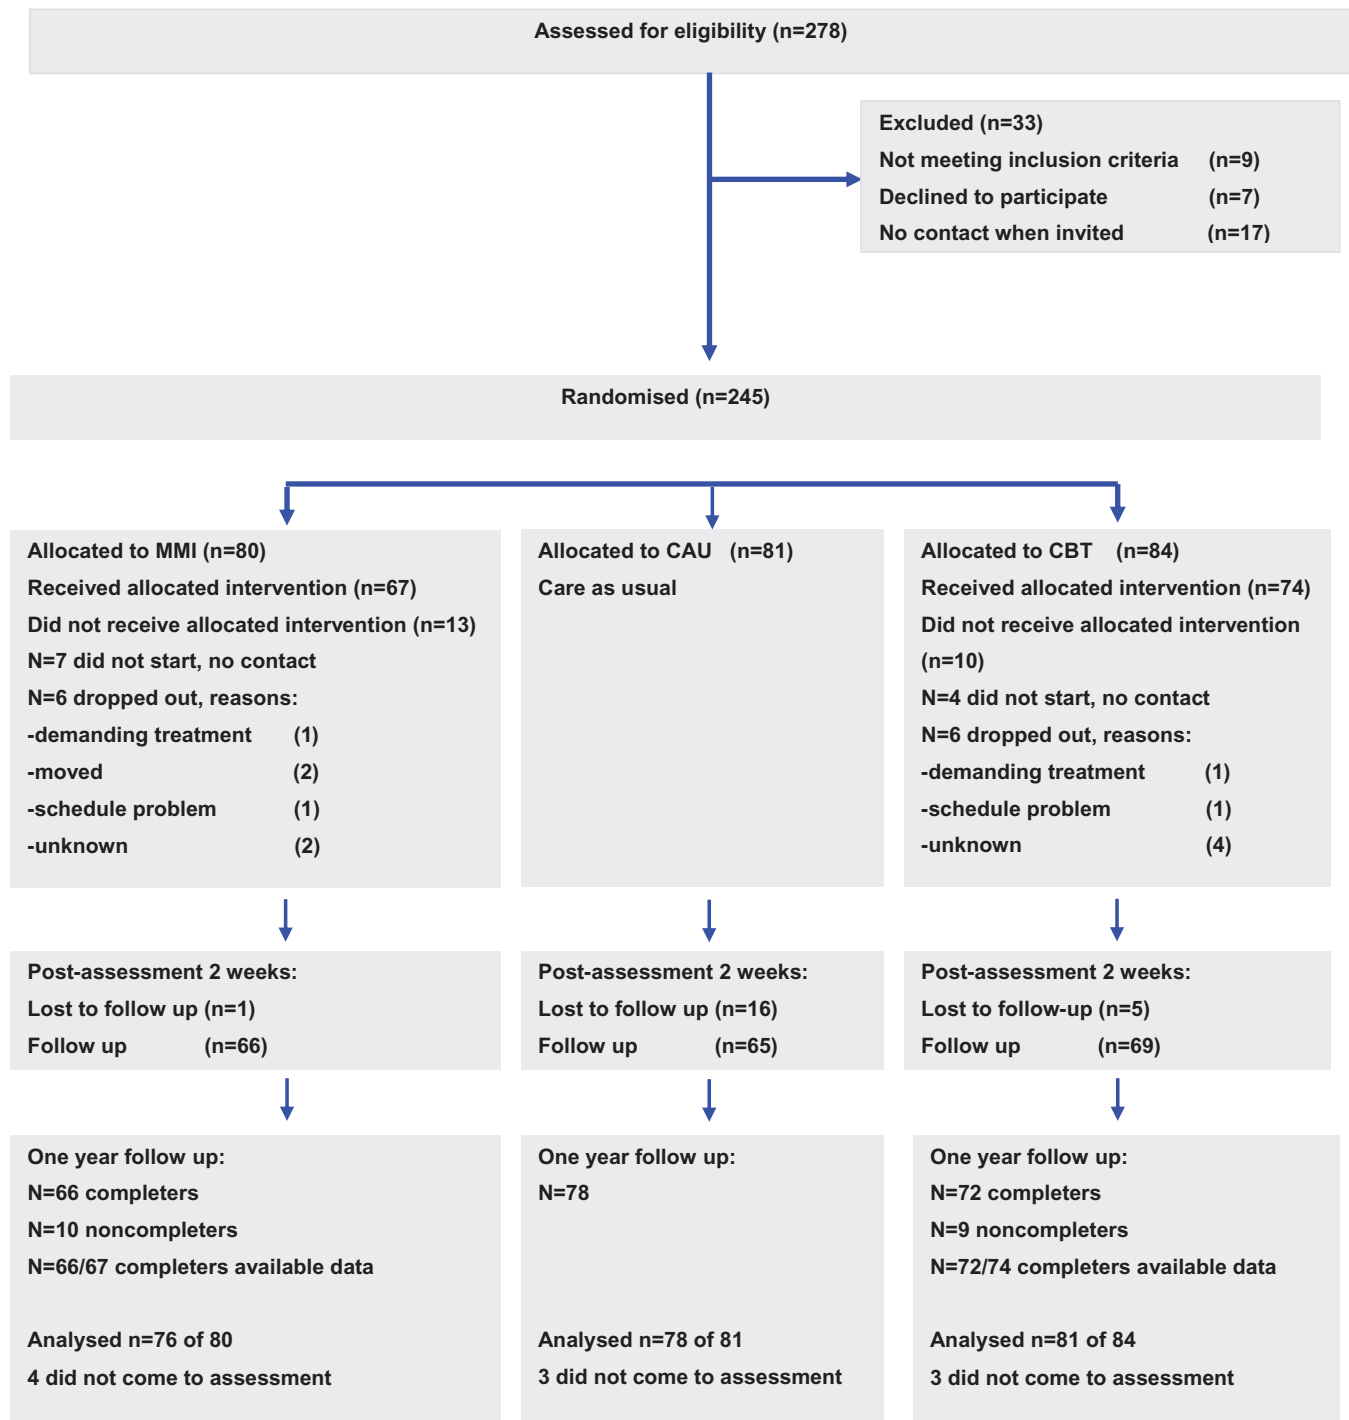 Assessed for eligibility (n=278)
Excluded (n=33)
Not meeting inclusion criteria (n=9)
Declined to participate (n=7)
No contact when invited (n=17)
Randomised (n=245)
Allocated to MMI (n=80)
Received allocated intervention (n=67)
Did not receive allocated intervention (n=13)
N=7 did not start, no contact
N=6 dropped out, reasons:
-demanding treatment (1)
-moved (2)
-schedule problem (1)
-unknown (2)
Allocated to CAU (n=81)
Care as usual
Allocated to CBT (n=84)
Received allocated intervention (n=74)
Did not receive allocated intervention
(n=10)
N=4 did not start, no contact
N=6 dropped out, reasons:
-demanding treatment (1)
-schedule problem (1)
-unknown (4)
Post-assessment 2 weeks:
Lost to follow up (n=1)
Follow up (n=66)
Post-assessment 2 weeks:
Lost to follow up (n=16)
Follow up (n=65)
Post-assessment 2 weeks:
Lost to follow-up (n=5)
Follow up (n=69)
One year follow up:
N=66 completers
N=10 noncompleters
N=66/67 completers available data
Analysed n=76 of 80
4 did not come to assessment
One year follow up:
N=78
Analysed n=78 of 81
3 did not come to assessment
One year follow up:
N=72 completers
N=9 noncompleters
N=72/74 completers available data
Analysed n=81 of 84
3 did not come to assessment